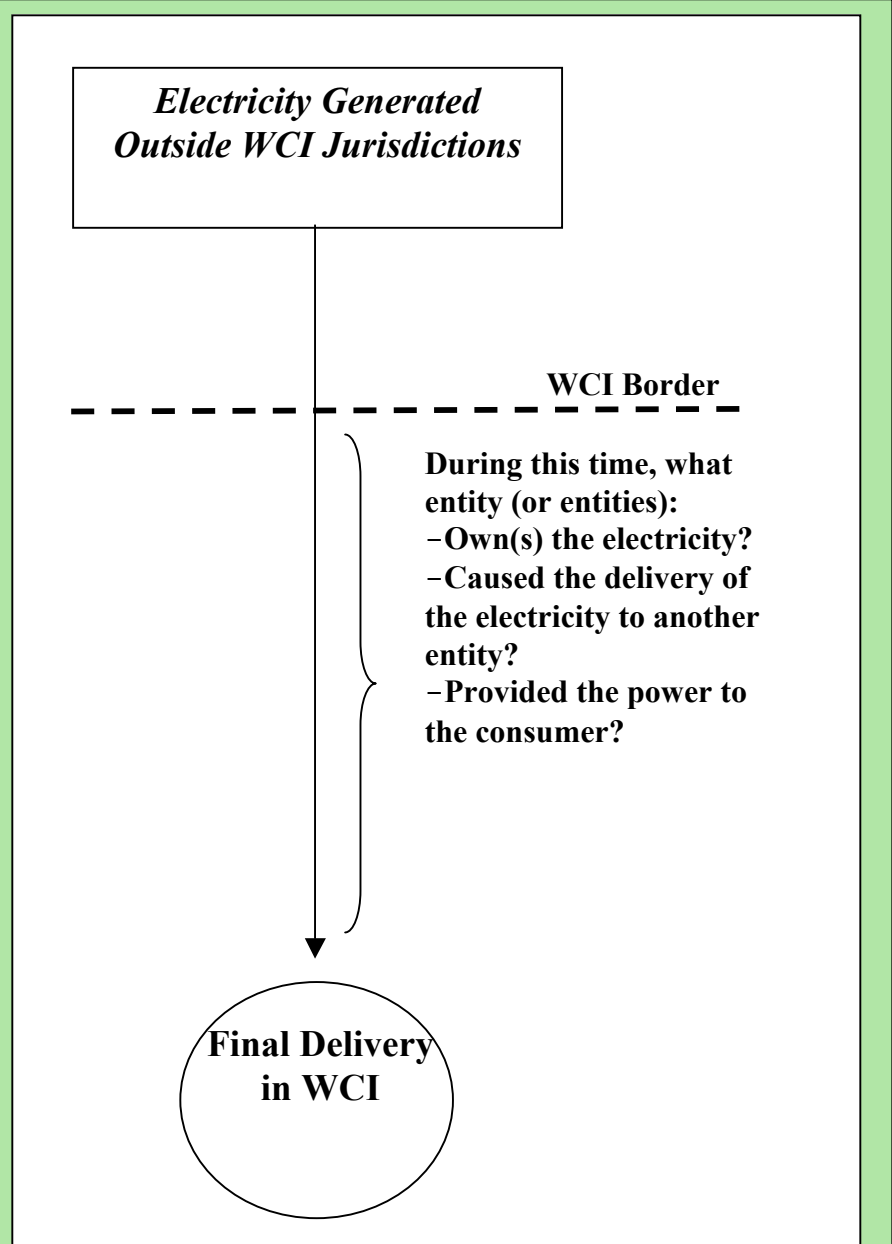 Electricity Generated
Outside WCI Jurisdictions
WCI Border
During this time, what
entity (or entities):
-Own(s) the electricity?
-Caused the delivery of
the electricity to another
entity?
-Provided the power to
the consumer?
Final Delivery
in WCI